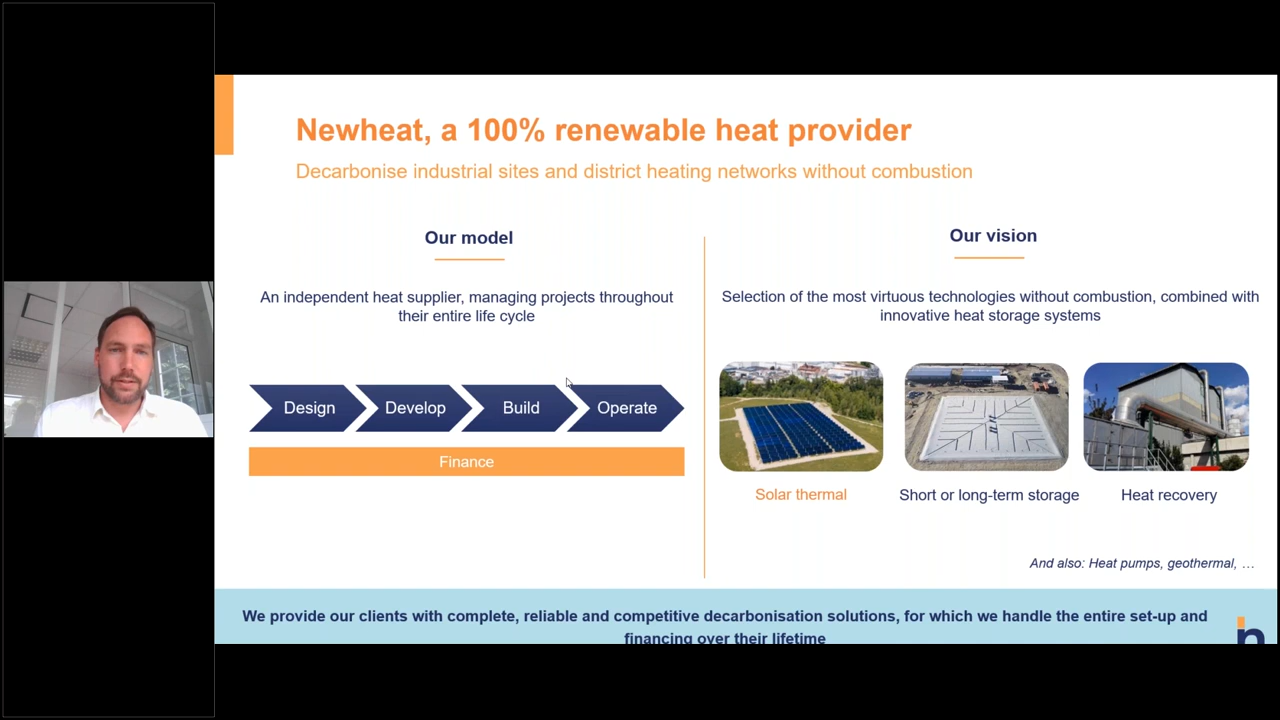 Newheat, a 100% renewable heat provider
Decarbonise industrial sites and district heating networks without combustion
Our model
An independent heat supplier, managing projects throughout
their entire life cycle
Design
Develop
Build
Operate
Finance
Our vision
Selection of the most virtuous technologies without combustion, combined with
innovative heat storage systems
Solar thermal
Short or long-term storage
Heat recovery
And also: Heat pumps, geothermal, …
We provide our clients with complete, reliable and competitive decarbonisation solutions, for which we handle the entire set-up and
financing over their lifetime